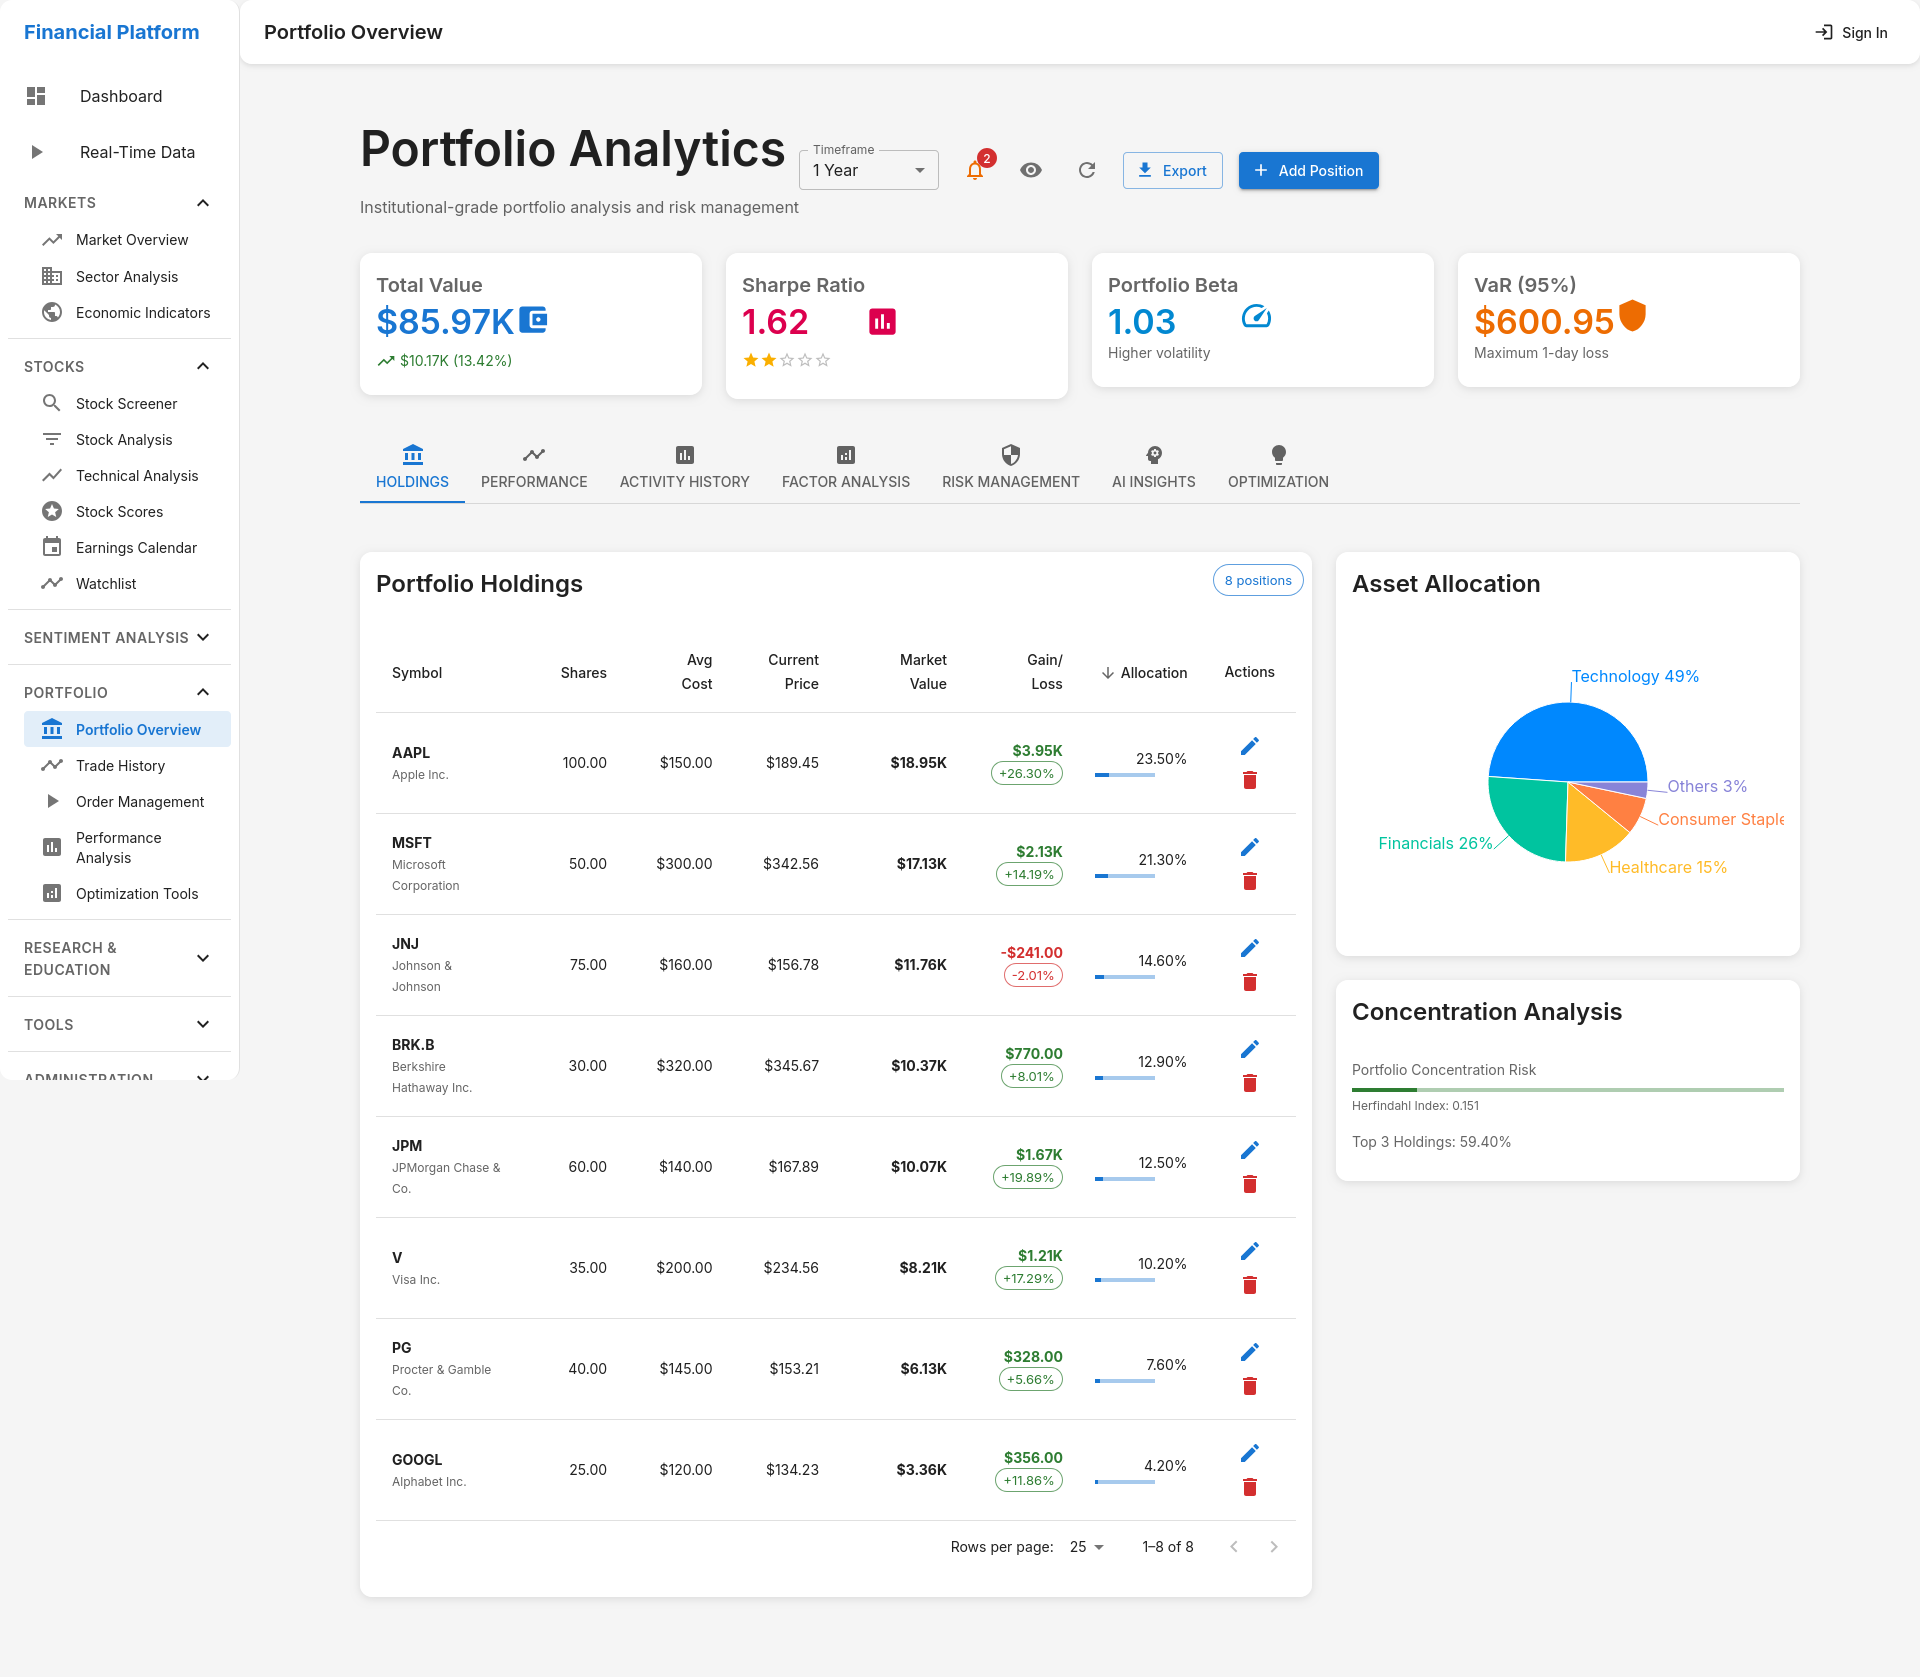 Financial Platform
Dashboard
Real-Time Data
MARKETS
Market Overview
Sector Analysis
Economic Indicators
STOCKS
Stock Screener
Stock Analysis
Technical Analysis
Stock Scores
Earnings Calendar
Watchlist
SENTIMENT ANALYSIS
PORTFOLIO
Portfolio Overview
Trade History
Order Management
Performance
Analysis
Optimization Tools
RESEARCH &
EDUCATION
TOOLS
ADMINISTRATION
Portfolio Overview
Sign In
Portfolio Analytics
Timeframe
1 Year
2
Export
Add Position
Institutional-grade portfolio analysis and risk management
Total Value
$85.97K
$10.17K (13.42%)
Sharpe Ratio
1.62
Portfolio Beta
1.03
Higher volatility
VaR (95%)
$600.95
Maximum 1-day loss
HOLDINGS
PERFORMANCE
ACTIVITY HISTORY
FACTOR ANALYSIS
RISK MANAGEMENT
AI INSIGHTS
OPTIMIZATION
Portfolio Holdings
8 positions
Symbol
Shares
Avg
Cost
Current
Price
Market
Value
Gain/
Loss
Allocation
Actions
AAPL
Apple Inc.
100.00
$150.00
$189.45
$18.95K
$3.95K
+26.30%
23.50%
MSFT
Microsoft
Corporation
50.00
$300.00
$342.56
$17.13K
$2.13K
+14.19%
21.30%
JNJ
Johnson &
Johnson
75.00
$160.00
$156.78
$11.76K
-$241.00
-2.01%
14.60%
BRK.B
Berkshire
Hathaway Inc.
30.00
$320.00
$345.67
$10.37K
$770.00
+8.01%
12.90%
JPM
JPMorgan Chase &
Co.
60.00
$140.00
$167.89
$10.07K
$1.67K
+19.89%
12.50%
V
Visa Inc.
35.00
$200.00
$234.56
$8.21K
$1.21K
+17.29%
10.20%
PG
Procter & Gamble
Co.
40.00
$145.00
$153.21
$6.13K
$328.00
+5.66%
7.60%
GOOGL
Alphabet Inc.
25.00
$120.00
$134.23
$3.36K
$356.00
+11.86%
4.20%
Rows per page:
25
1–8 of 8
Asset Allocation
Technology 49%
Others 3%
Consumer Staple
Financials 26%
Healthcare 15%
Concentration Analysis
Portfolio Concentration Risk
Herfindahl Index: 0.151
Top 3 Holdings: 59.40%